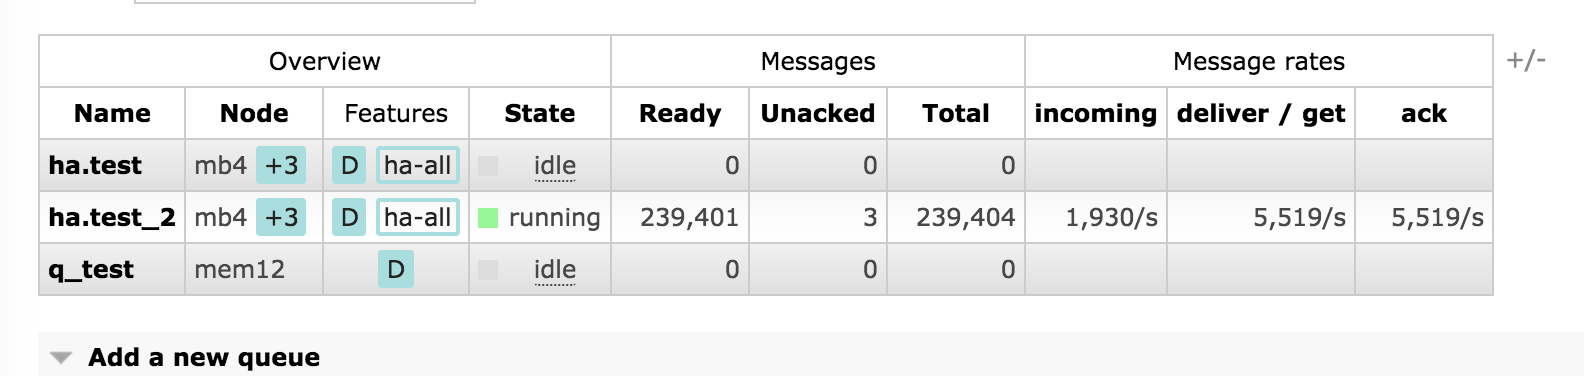 Overview Messages Message rates +/-
Name Node Features State Ready Unacked Total incoming deliver / get ack
ha.test mb4 +3 D ha-all idle 0 0 0
ha.test_2 mb4 +3 D ha-all running 239,401 3 239,404 1,930/s 5,519/s 5,519/s
q_test mem12 D idle 0 0 0
Add a new queue